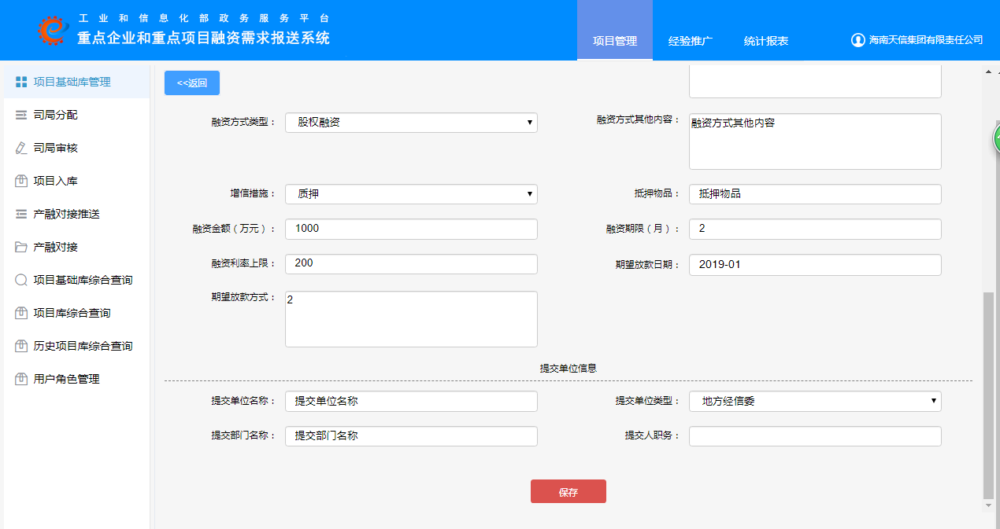 工业和信息化部政务服务平台
重点企业和重点项目融资需求报送系统
项目管理
经验推广
统计报表
海南天信集团有限责任公司
项目基础库管理
司局分配
司局审核
项目入库
产融对接推送
产融对接
项目基础库综合查询
项目库综合查询
历史项目库综合查询
用户角色管理
<<返回
融资方式类型： 股权融资
融资方式其他内容： 融资方式其他内容
增信措施： 质押
抵押物品： 抵押物品
融资金额（万元）： 1000
融资期限（月）： 2
融资利率上限： 200
期望放款日期： 2019-01
期望放款方式： 2
提交单位信息
提交单位名称： 提交单位名称
提交单位类型： 地方经信委
提交部门名称： 提交部门名称
提交人职务：
保存